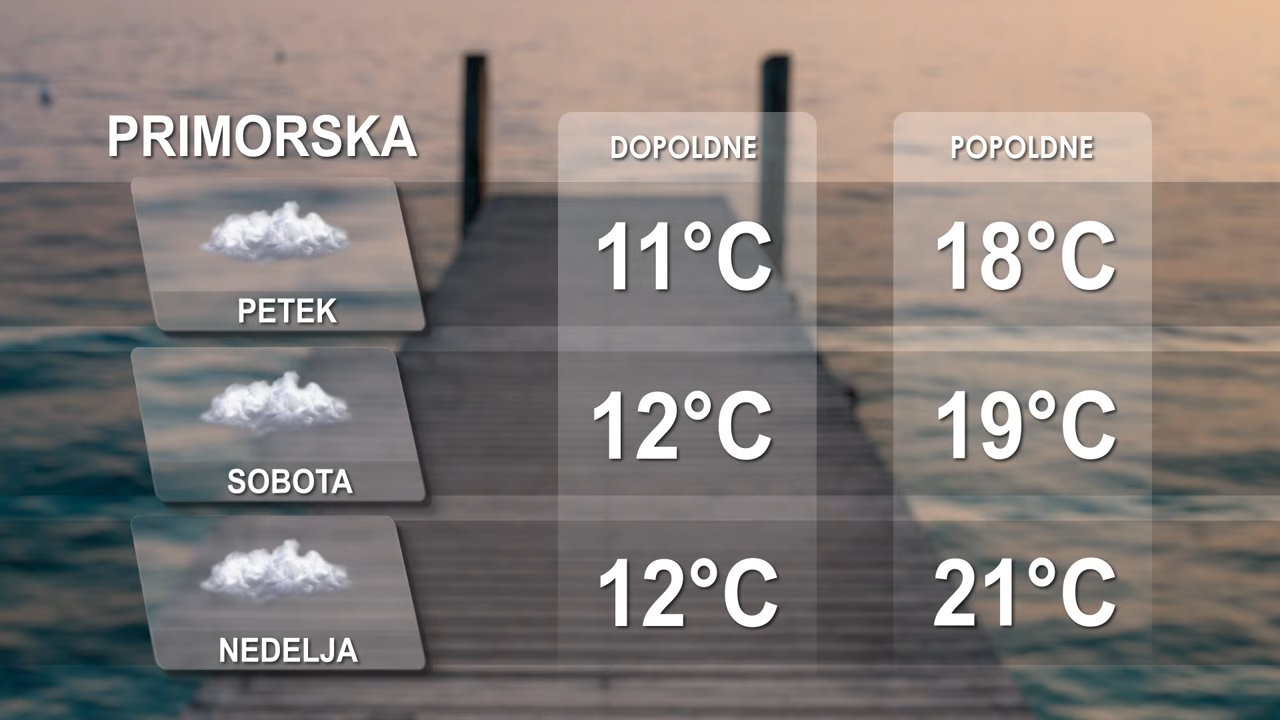 PRIMORSKA
DOPOLDNE
POPOLDNE
PETEK
11°C
18°C
SOBOTA
12°C
19°C
NEDELJA
12°C
21°C